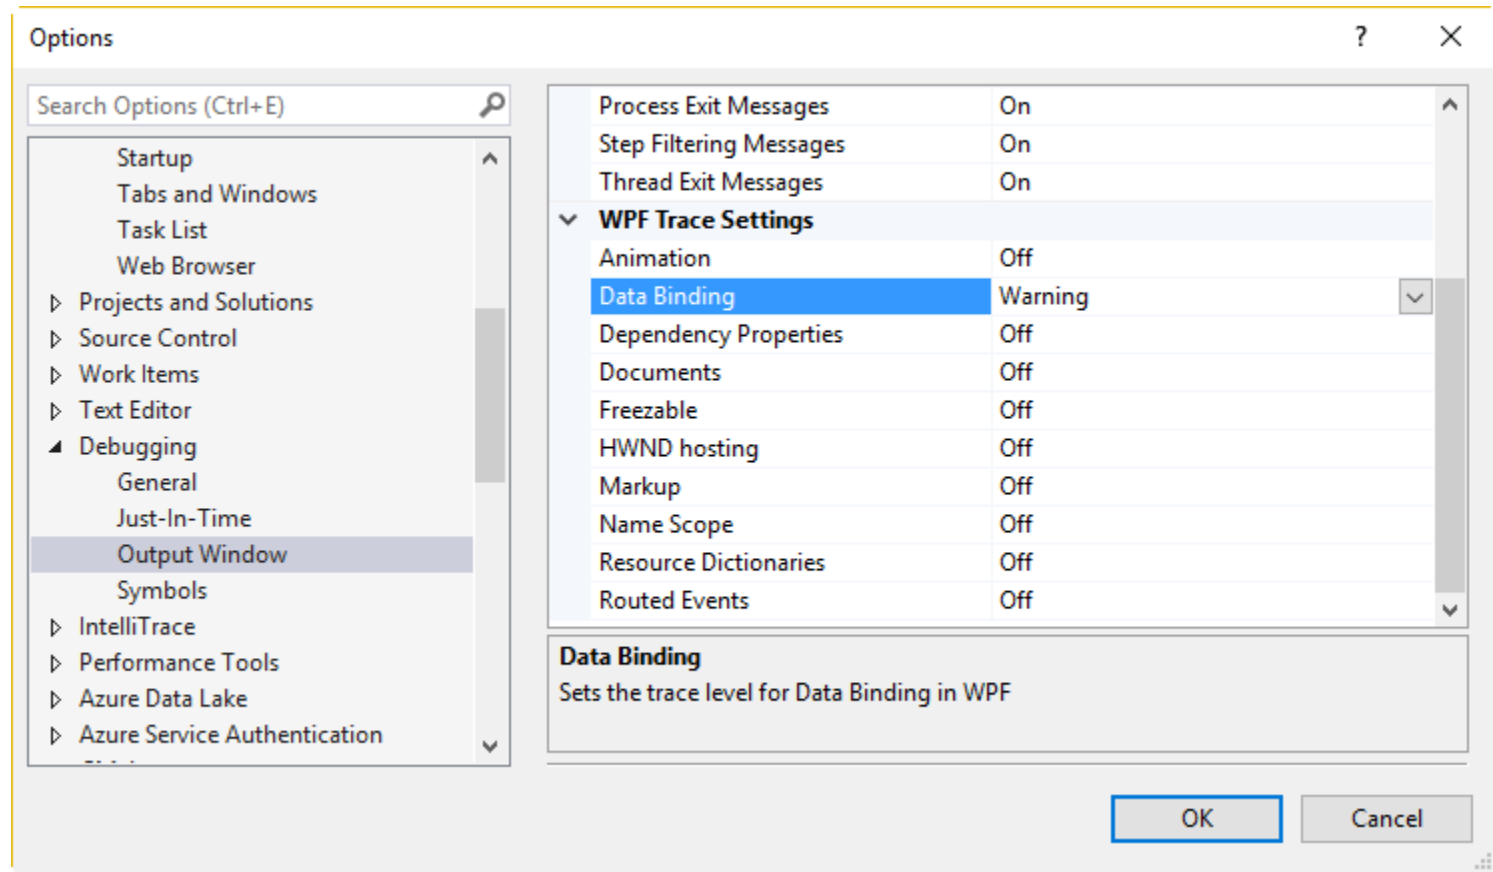 Options
?
Search Options (Ctrl+E)
Startup
Tabs and Windows
Task List
Web Browser
Projects and Solutions
Source Control
Work Items
Text Editor
Debugging
General
Just-In-Time
Output Window
Symbols
IntelliTrace
Performance Tools
Azure Data Lake
Azure Service Authentication
Process Exit Messages On
Step Filtering Messages On
Thread Exit Messages On
WPF Trace Settings
Animation Off
Data Binding Warning
Dependency Properties Off
Documents Off
Freezable Off
HWND hosting Off
Markup Off
Name Scope Off
Resource Dictionaries Off
Routed Events Off
Data Binding
Sets the trace level for Data Binding in WPF
OK Cancel